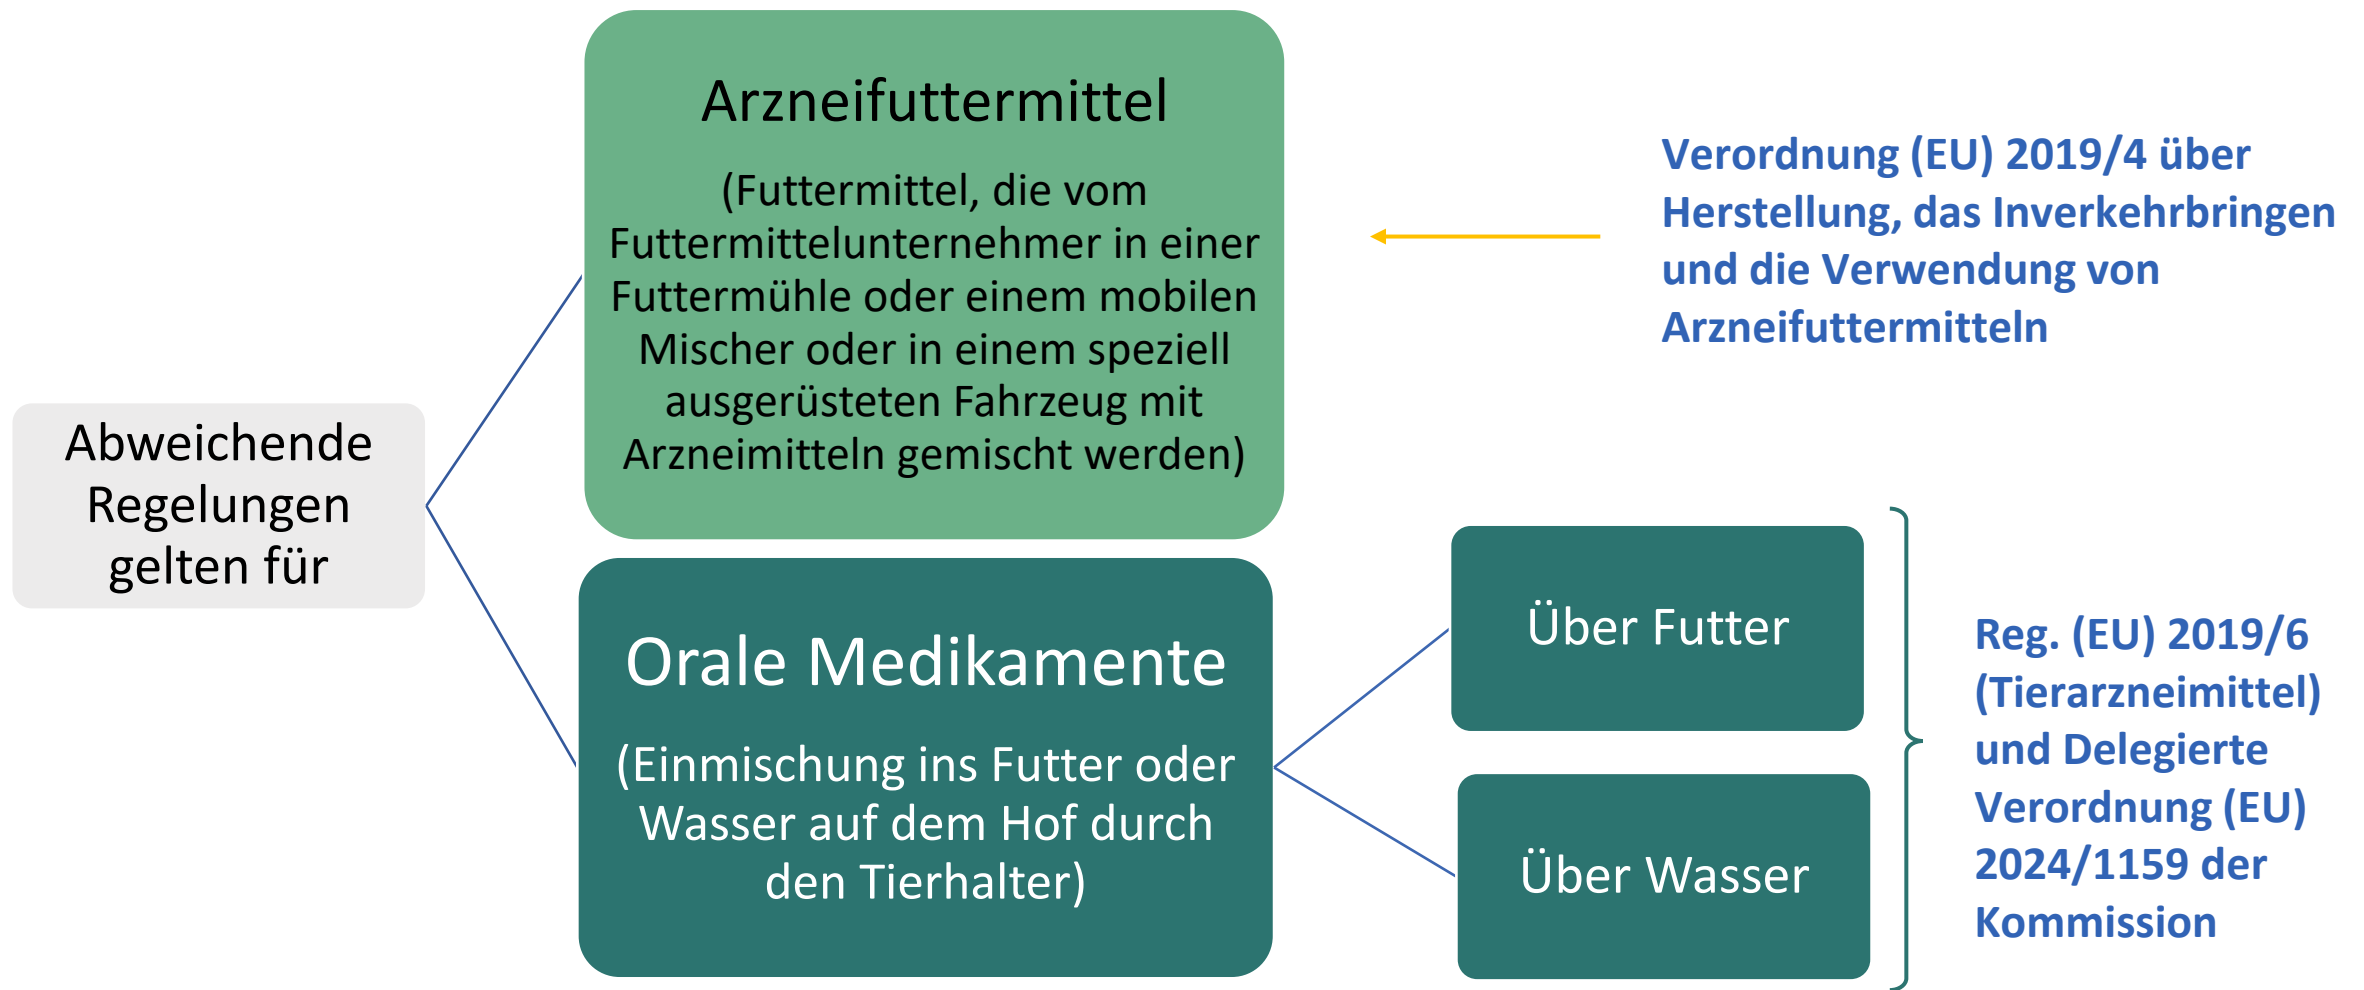 Abweichende
Regelungen
gelten für
Arzneifuttermittel
(Futtermittel, die vom
Futtermittelunternehmer in einer
Futtermühle oder einem mobilen
Mischer oder in einem speziell
ausgerüsteten Fahrzeug mit
Arzneimitteln gemischt werden)
Verordnung (EU) 2019/4 über
Herstellung, das Inverkehrbringen
und die Verwendung von
Arzneifuttermitteln
Orale Medikamente
(Einmischung ins Futter oder
Wasser auf dem Hof durch
den Tierhalter)
Über Futter
Über Wasser
Reg. (EU) 2019/6
(Tierarzneimittel)
und Delegierte
Verordnung (EU)
2024/1159 der
Kommission